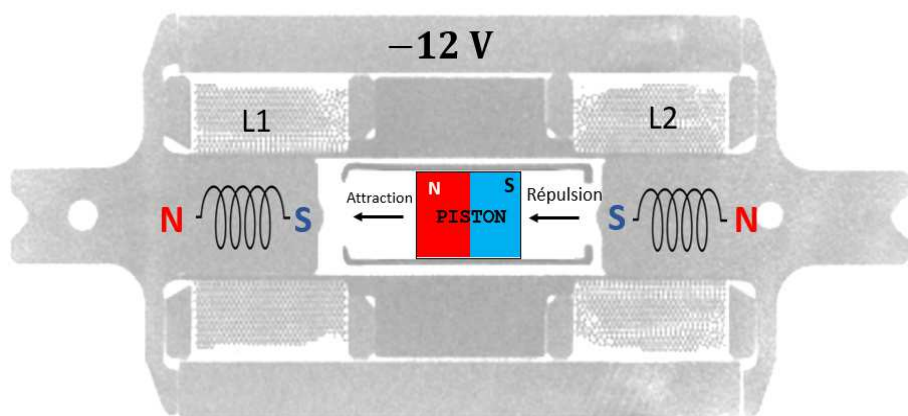 −12 V
L1
L2
N
S
Attraction
N
S
PISTON
Répulsion
S
N